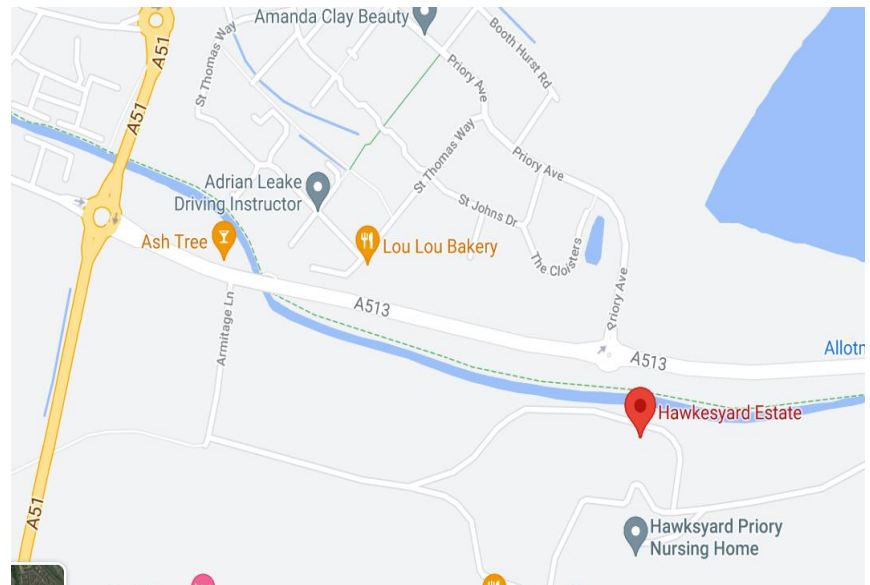 Amanda Clay Beauty
A51
St Thomas Way
Booth Hurst Rd
Priory Ave
A51
St Thomas Way
Priory Ave
Adrian Leake
Driving Instructor
St Johns Dr
Ash Tree
Lou Lou Bakery
The Cloisters
Priory Ave
A513
Armitage Ln
A513
Allotm
Hawkesyard Estate
A51
Hawksyard Priory
Nursing Home